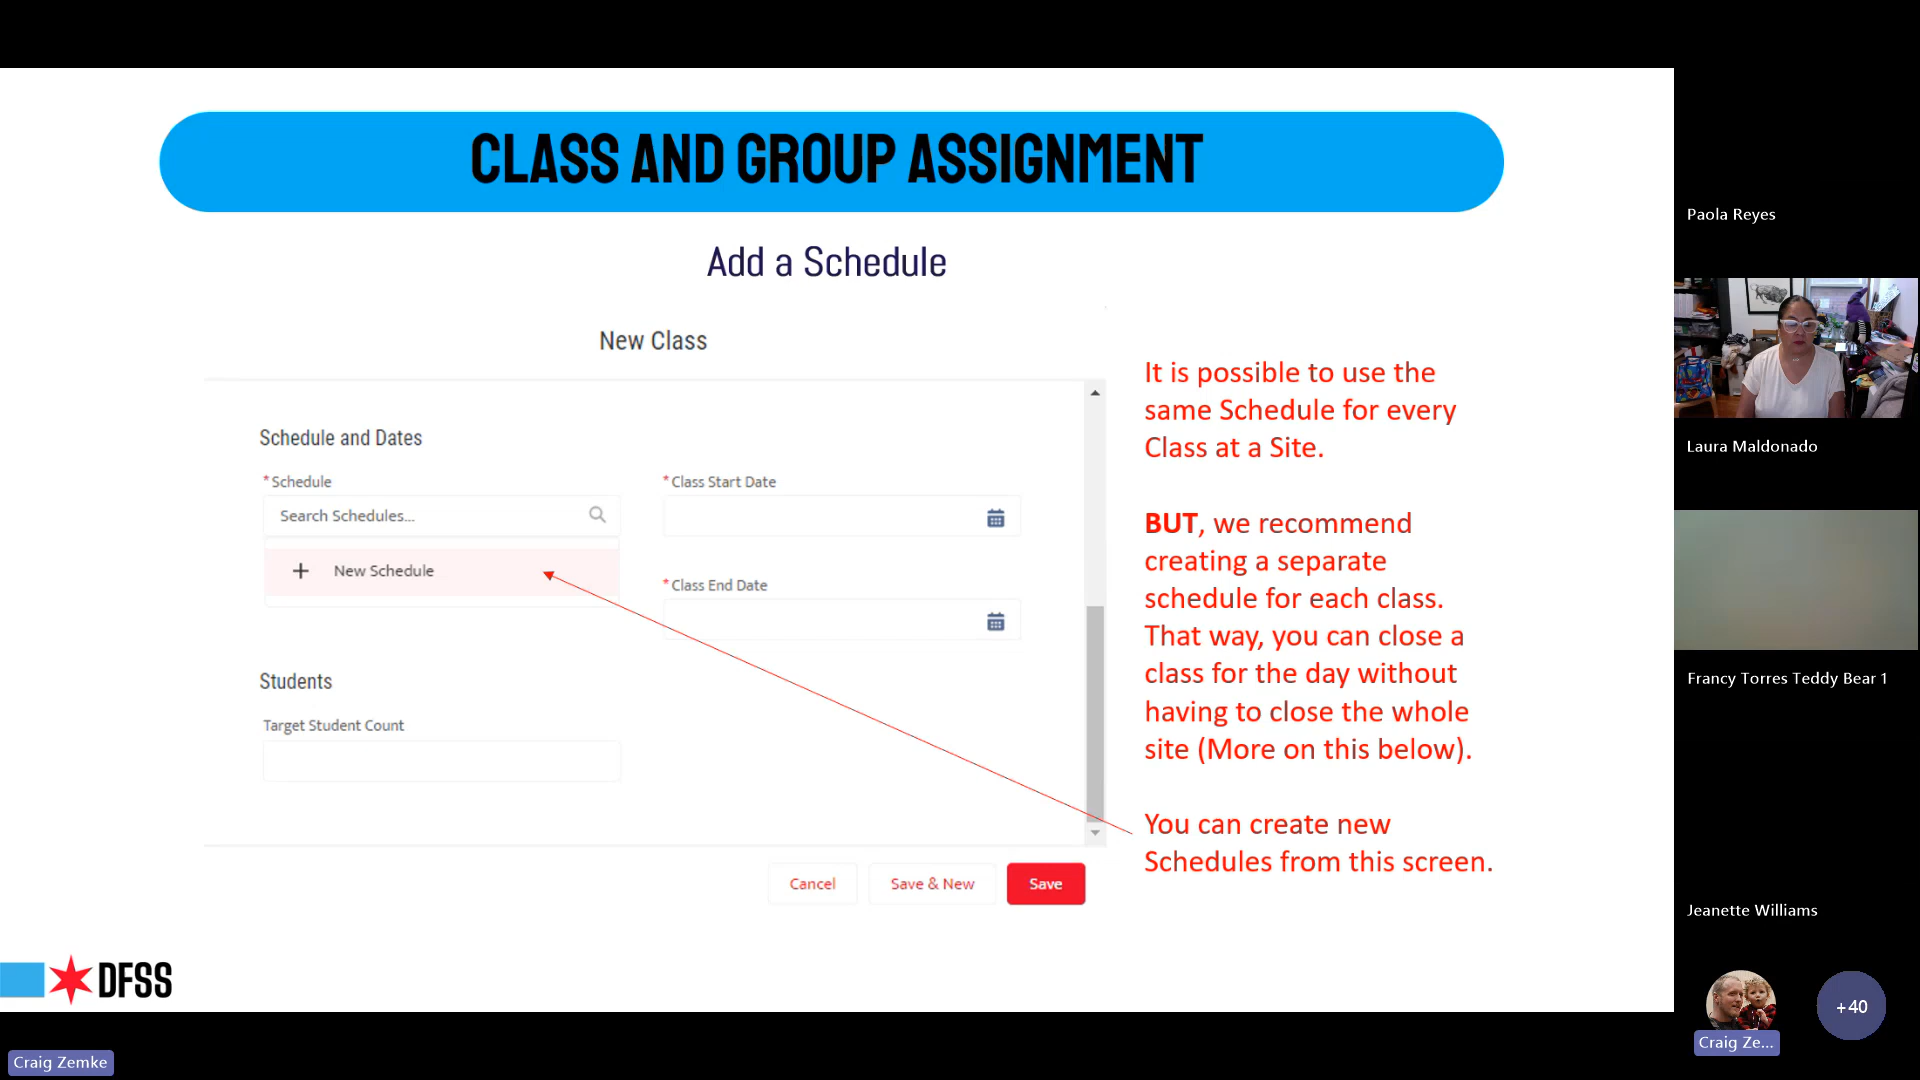 CLASS AND GROUP ASSIGNMENT
Add a Schedule
New Class
Schedule and Dates
*Schedule
Search Schedules...
+ New Schedule
*Class Start Date
*Class End Date
Students
Target Student Count
Cancel
Save & New
Save
It is possible to use the
same Schedule for every
Class at a Site.
BUT, we recommend
creating a separate
schedule for each class.
That way, you can close a
class for the day without
having to close the whole
site (More on this below).
You can create new
Schedules from this screen.
DFSS
Craig Zemke
Paola Reyes
Laura Maldonado
Francy Torres Teddy Bear 1
Jeanette Williams
Craig Ze...
+40